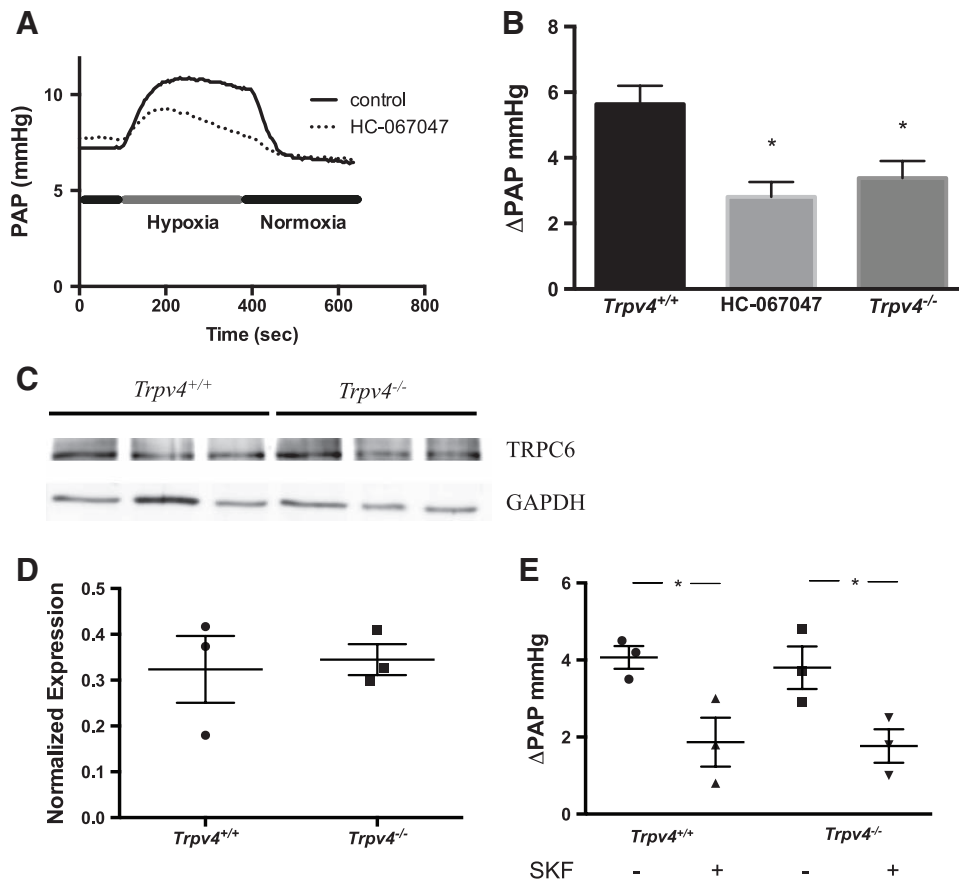 A
PAP (mmHg)
10
5
0
0 200 400 600 800
Time (sec)
control
HC-067047
Hypoxia Normoxia
B
ΔPAP mmHg
8
6
4
2
0
* *
Trpv4+/+ HC-067047 Trpv4-/-
C
Trpv4+/+ Trpv4-/-
TRPC6
GAPDH
D
Normalized Expression
0.5
0.4
0.3
0.2
0.1
0.0
Trpv4+/+ Trpv4-/-
E
ΔPAP mmHg
6
4
2
0
* *
Trpv4+/+ Trpv4-/-
SKF - + - +